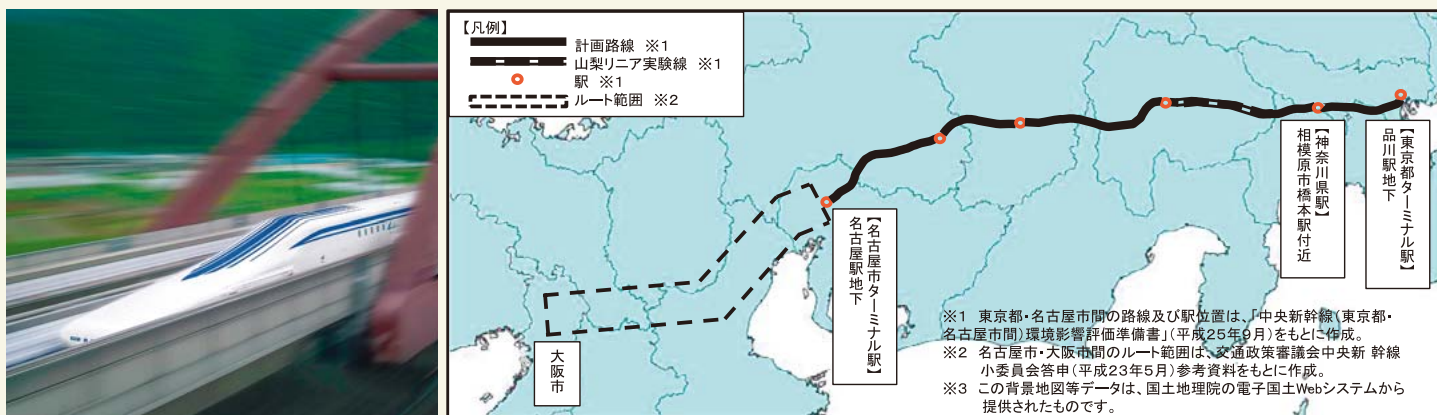 【凡例】
計画路線 ※1
山梨リニア実験線 ※1
駅 ※1
ルート範囲 ※2
【東京都ターミナル駅】
品川駅地下
【神奈川県駅】
相模原市橋本駅付近
【名古屋市ターミナル駅】
名古屋駅地下
大阪市
※1 東京都・名古屋市間の路線及び駅位置は、「中央新幹線(東京都・
名古屋市間)環境影響評価準備書」(平成25年9月)をもとに作成。
※2 名古屋市・大阪市間のルート範囲は、交通政策審議会中央新 幹線
小委員会答申(平成23年5月)参考資料をもとに作成。
※3 この背景地図等データは、国土地理院の電子国土Webシステムから
提供されたものです。